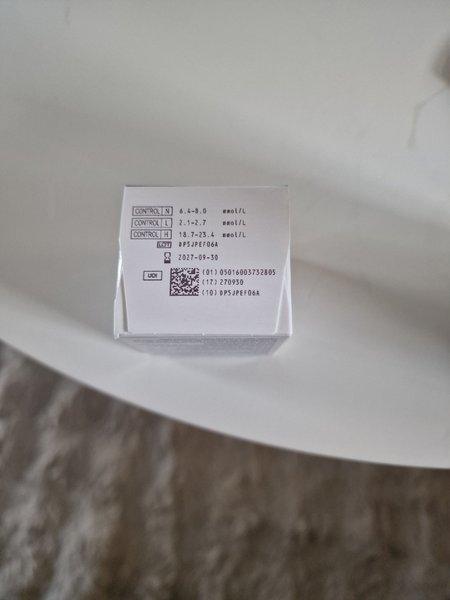 CONTROL N 6.4-8.0 mmol/L
CONTROL L 2.1-2.7 mmol/L
CONTROL H 18.7-23.4 mmol/L
LOT DP5JPEF06A
2027-09-30
UDI (01) 05016003732805
(17) 270930
(10) DP5JPEF06A